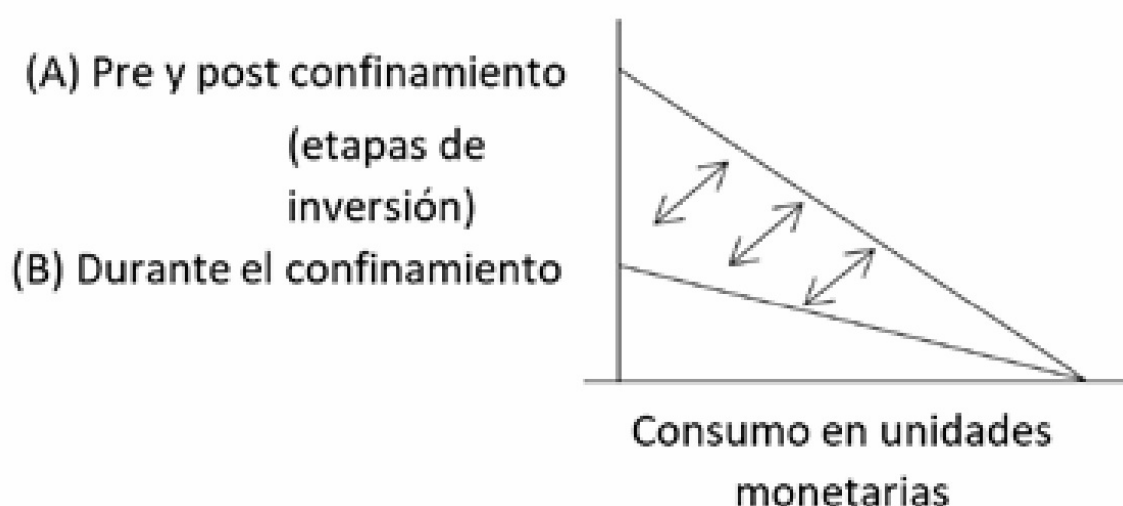 (A) Pre y post confinamiento
(etapas de
inversión)
(B) Durante el confinamiento
Consumo en unidades
monetarias